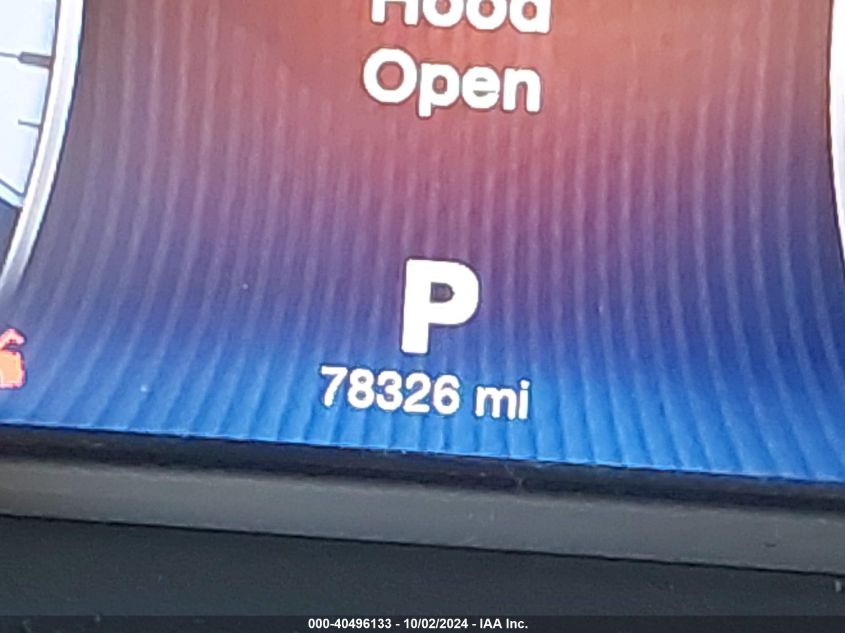 Hood
Open
P
78326 mi
000-40496133 - 10/02/2024 - IAA Inc.